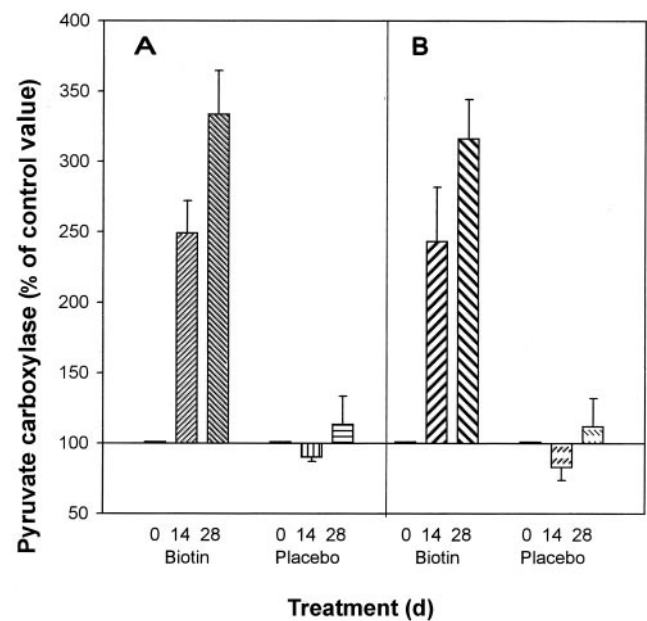 Pyruvate carboxylase (% of control value)
400
350
300
250
200
150
100
50
A
B
0 14 28
0 14 28
0 14 28
0 14 28
Biotin
Placebo
Biotin
Placebo
Treatment (d)